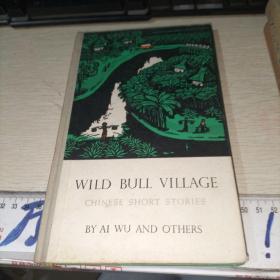 WILD BULL VILLAGE
CHINESE SHORT STORIES
BY AI WU AND OTHERS